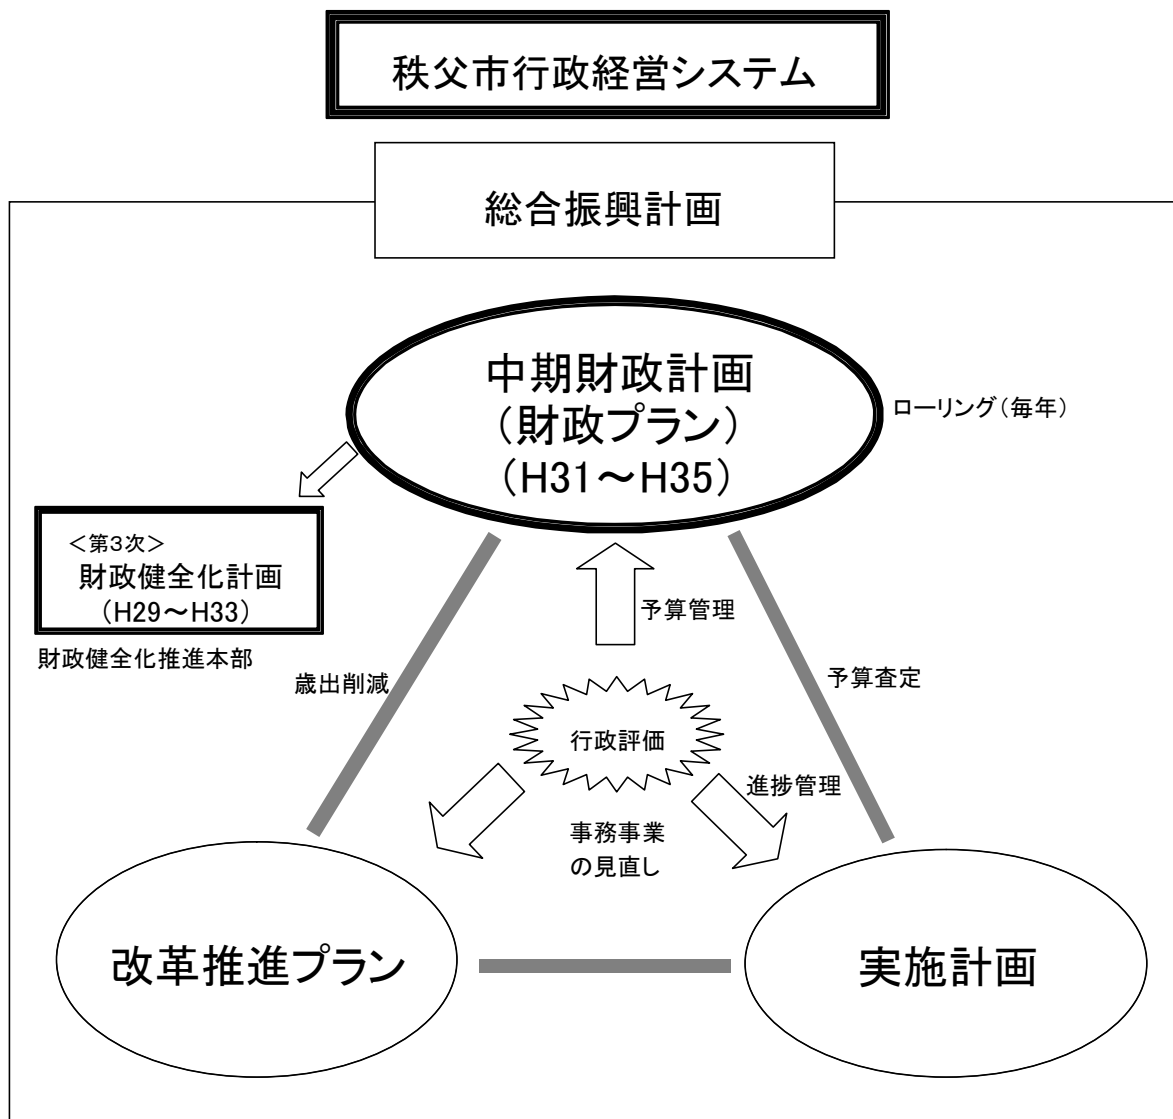 秩父市行政経営システム
総合振興計画
中期財政計画
（財政プラン）
（H31～H35）
ローリング（毎年）
＜第３次＞
財政健全化計画
（H29～H33）
財政健全化推進本部
予算管理
歳出削減
予算査定
行政評価
進捗管理
事務事業
の見直し
改革推進プラン
実施計画